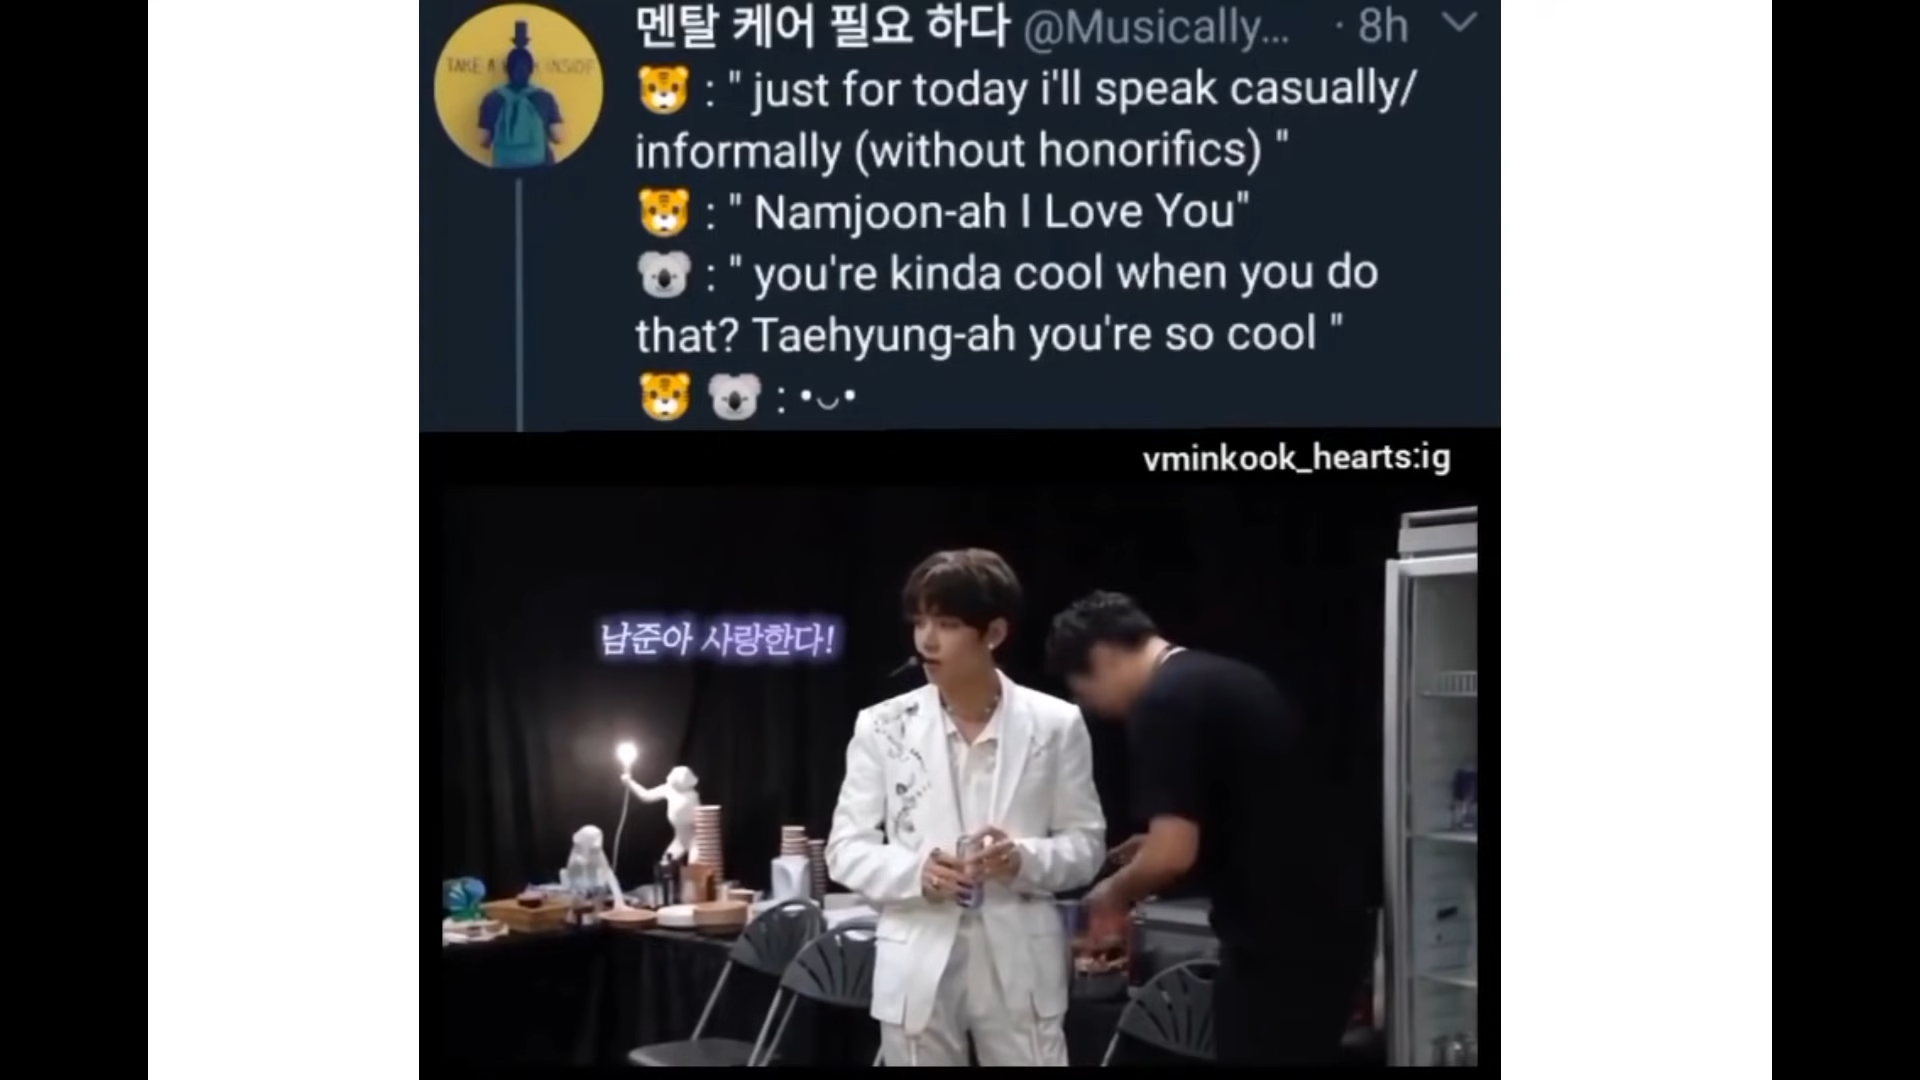 멘탈 케어 필요 하다 @Musically... · 8h
🐯 : " just for today i'll speak casually/
informally (without honorifics) "
🐯 : " Namjoon-ah I Love You"
🐨 : " you're kinda cool when you do
that? Taehyung-ah you're so cool "
🐯 🐨 : •◡•
TAKE A
INSIDE
vminkook_hearts:ig
남준아 사랑한다!